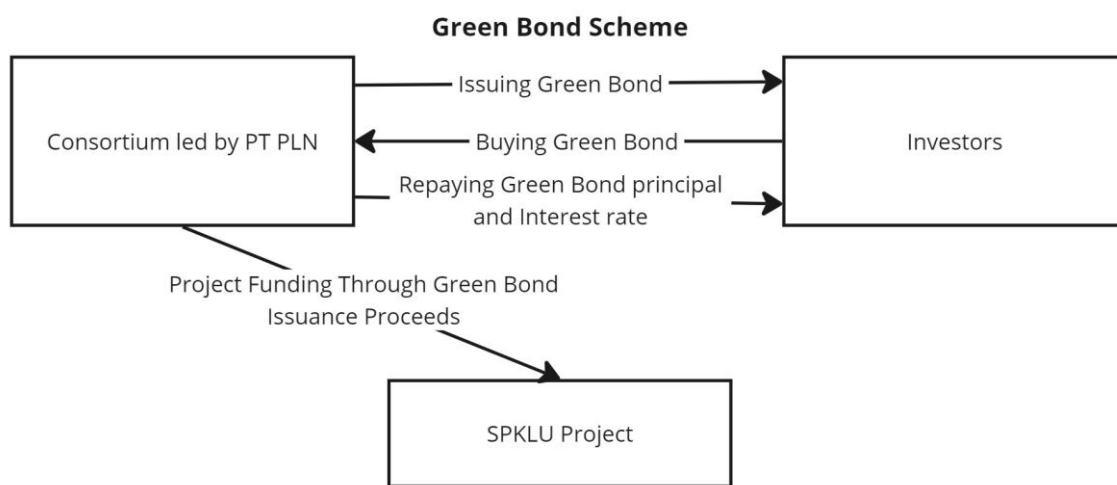 Green Bond Scheme
Consortium led by PT PLN
Issuing Green Bond
Buying Green Bond
Repaying Green Bond principal
and Interest rate
Investors
Project Funding Through Green Bond
Issuance Proceeds
SPKLU Project